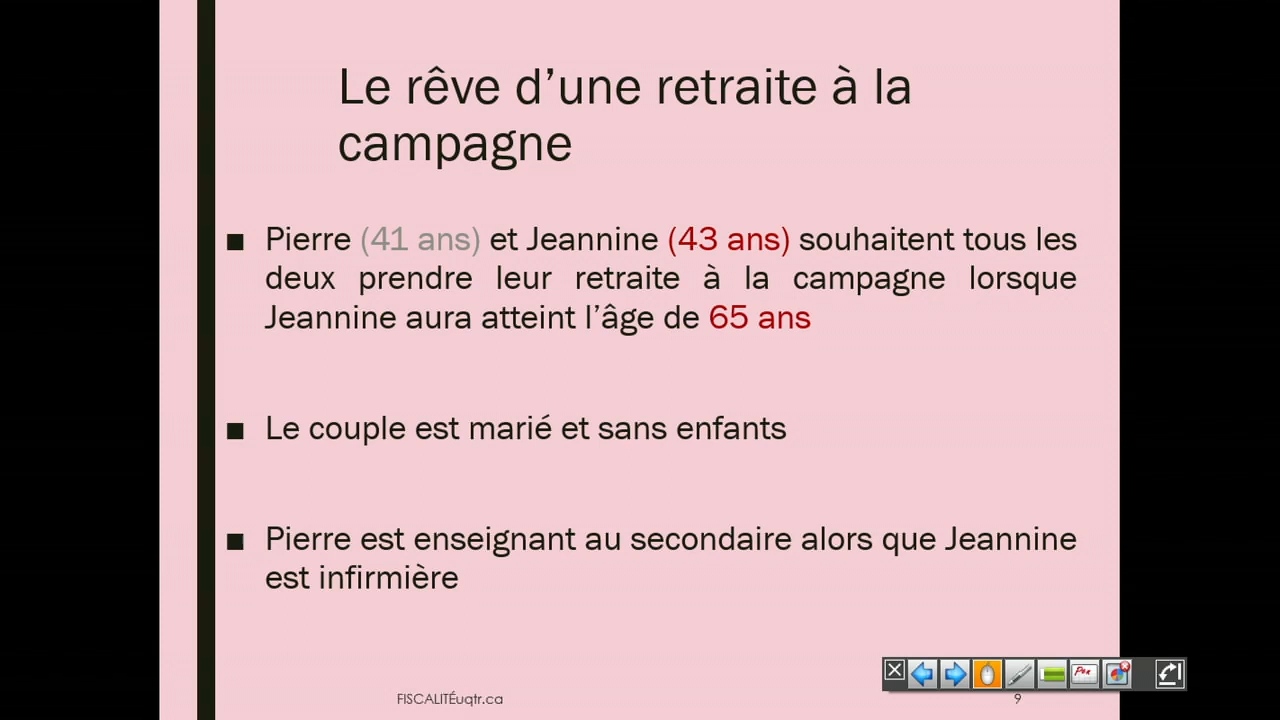 Le rêve d’une retraite à la
campagne
■ Pierre (41 ans) et Jeannine (43 ans) souhaitent tous les
deux prendre leur retraite à la campagne lorsque
Jeannine aura atteint l’âge de 65 ans
■ Le couple est marié et sans enfants
■ Pierre est enseignant au secondaire alors que Jeannine
est infirmière
Pen
FISCALITÉuqtr.ca
9